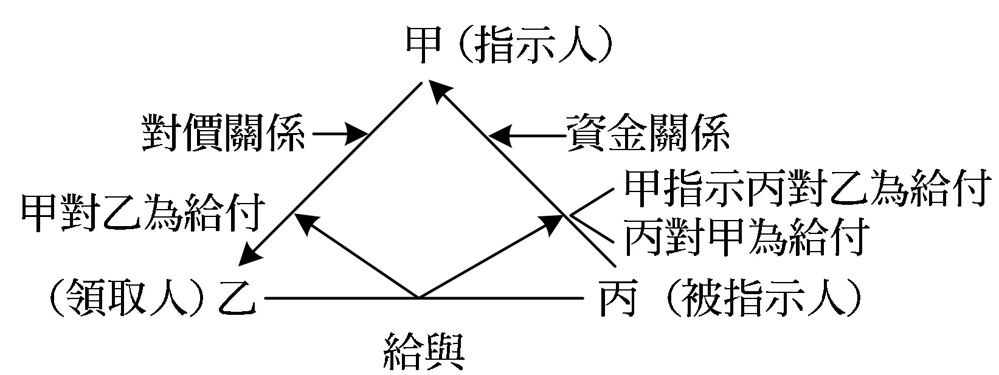 甲（指示人）
對價關係
資金關係
甲指示丙對乙為給付
甲對乙為給付
丙對甲為給付
（領取人）乙
丙（被指示人）
給與